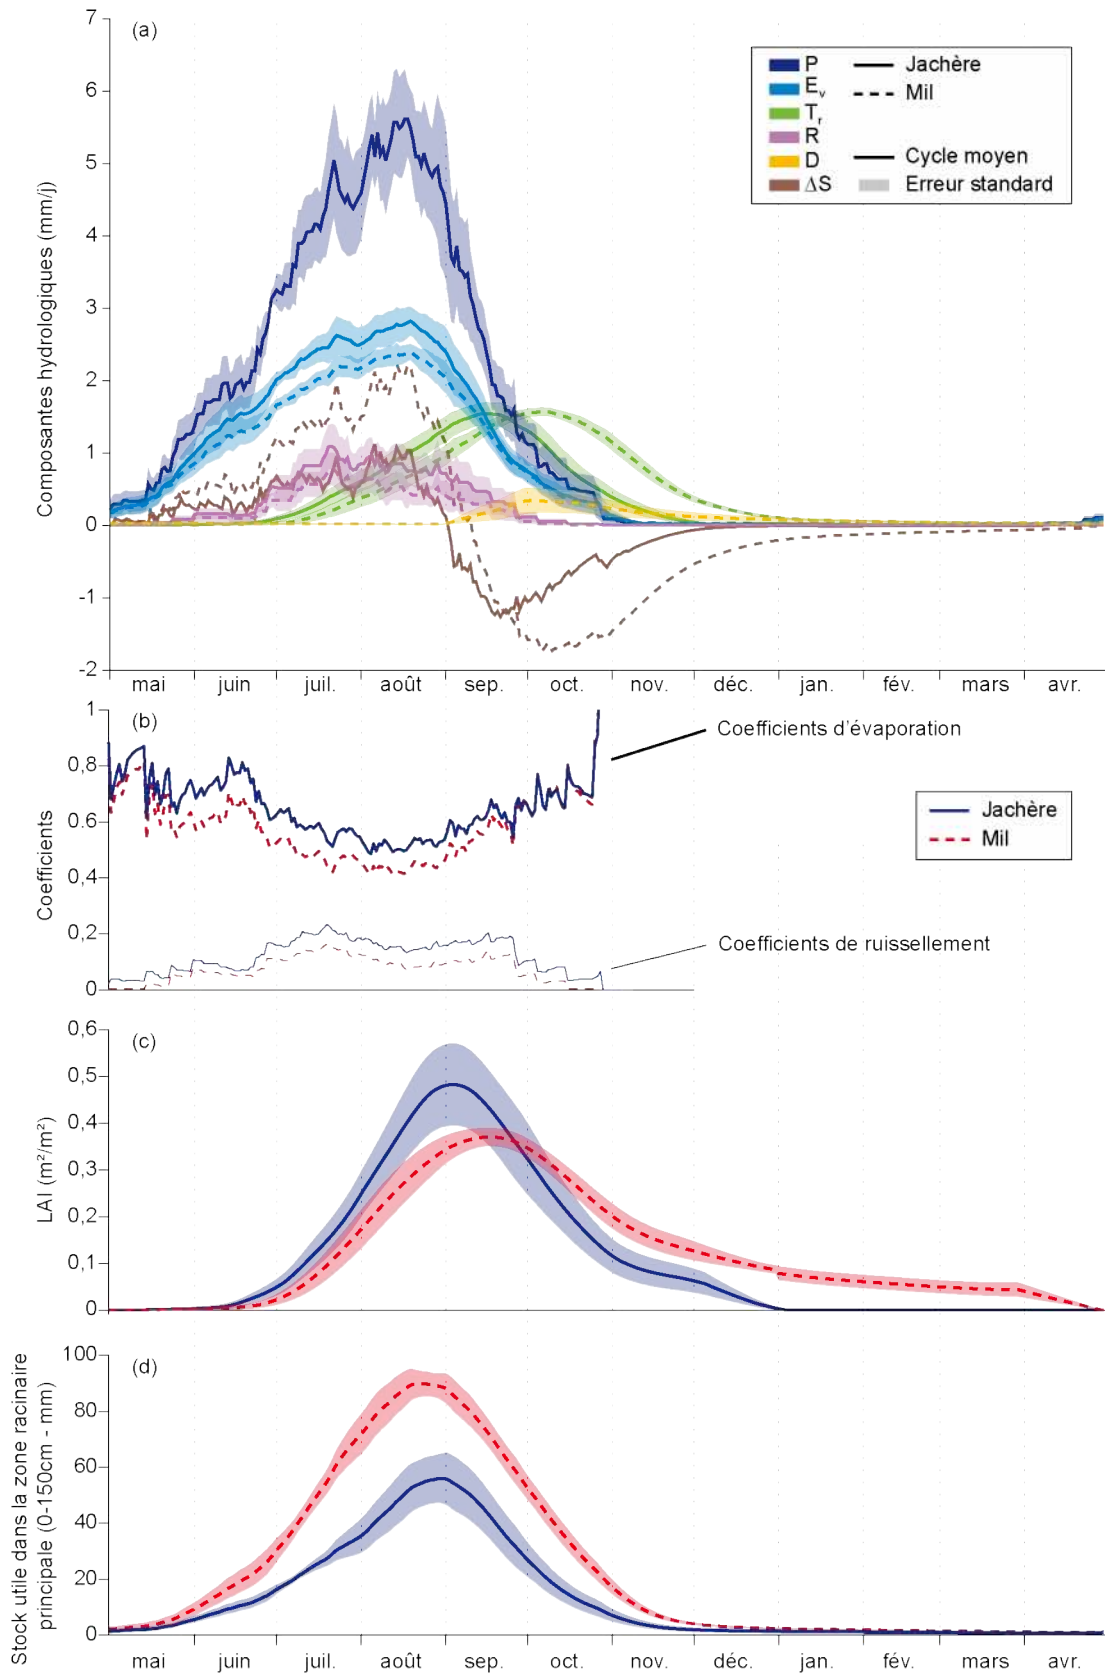 (a)
7
6
5
4
3
2
1
0
-1
-2
Composantes hydrologiques (mm/j)
P
Ev
Tr
R
D
ΔS
Jachère
Mil
Cycle moyen
Erreur standard
mai juin juil. août sep. oct. nov. déc. jan. fév. mars avr.
(b)
1
0,8
0,6
0,4
0,2
0
Coefficients
Coefficients d'évaporation
Coefficients de ruissellement
Jachère
Mil
(c)
0,6
0,5
0,4
0,3
0,2
0,1
0
LAI (m²/m²)
(d)
100
80
60
40
20
0
Stock utile dans la zone racinaire
principale (0-150cm - mm)
mai juin juil. août sep. oct. nov. déc. jan. fév. mars avr.